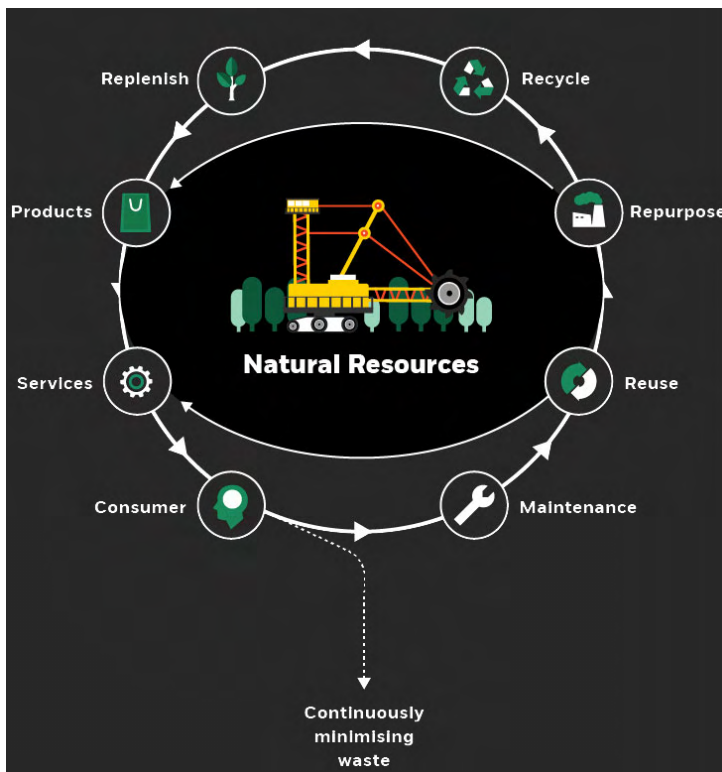 Replenish
Recycle
Products
Repurpose
Natural Resources
Services
Reuse
Consumer
Maintenance
Continuously
minimising
waste